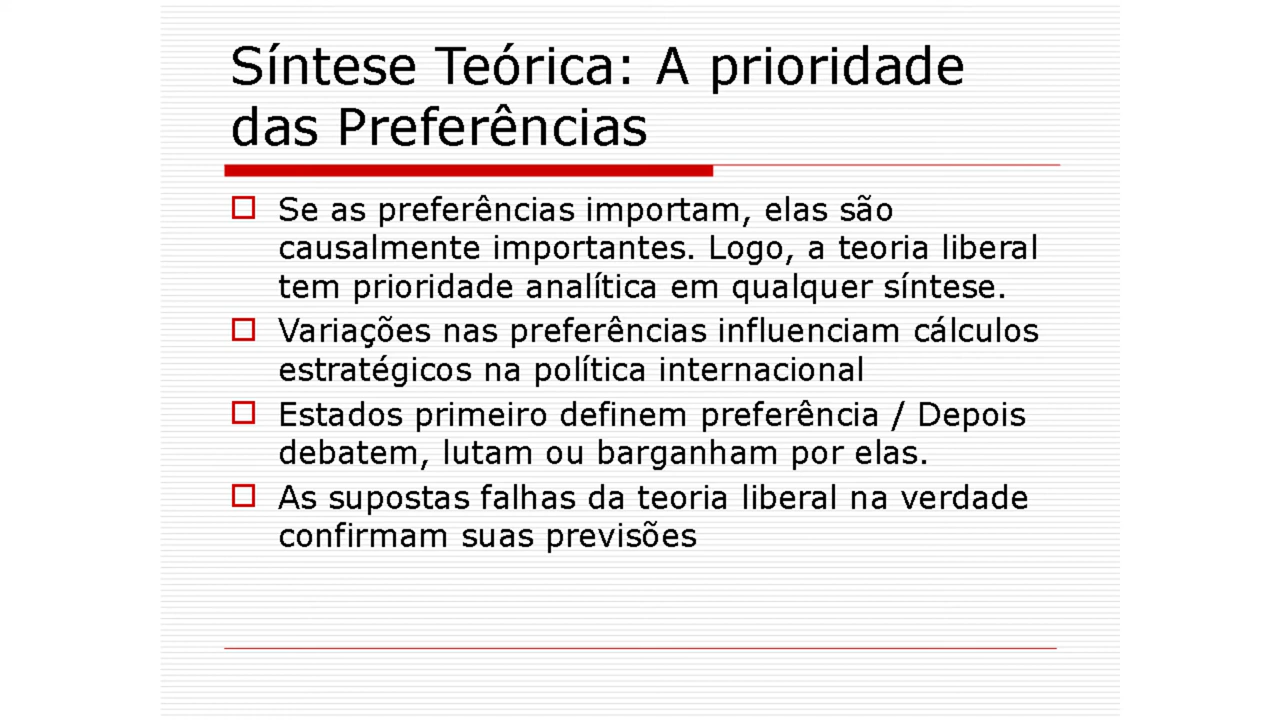 Síntese Teórica: A prioridade
das Preferências
Se as preferências importam, elas são
causalmente importantes. Logo, a teoria liberal
tem prioridade analítica em qualquer síntese.
Variações nas preferências influenciam cálculos
estratégicos na política internacional
Estados primeiro definem preferência / Depois
debatem, lutam ou barganham por elas.
As supostas falhas da teoria liberal na verdade
confirmam suas previsões